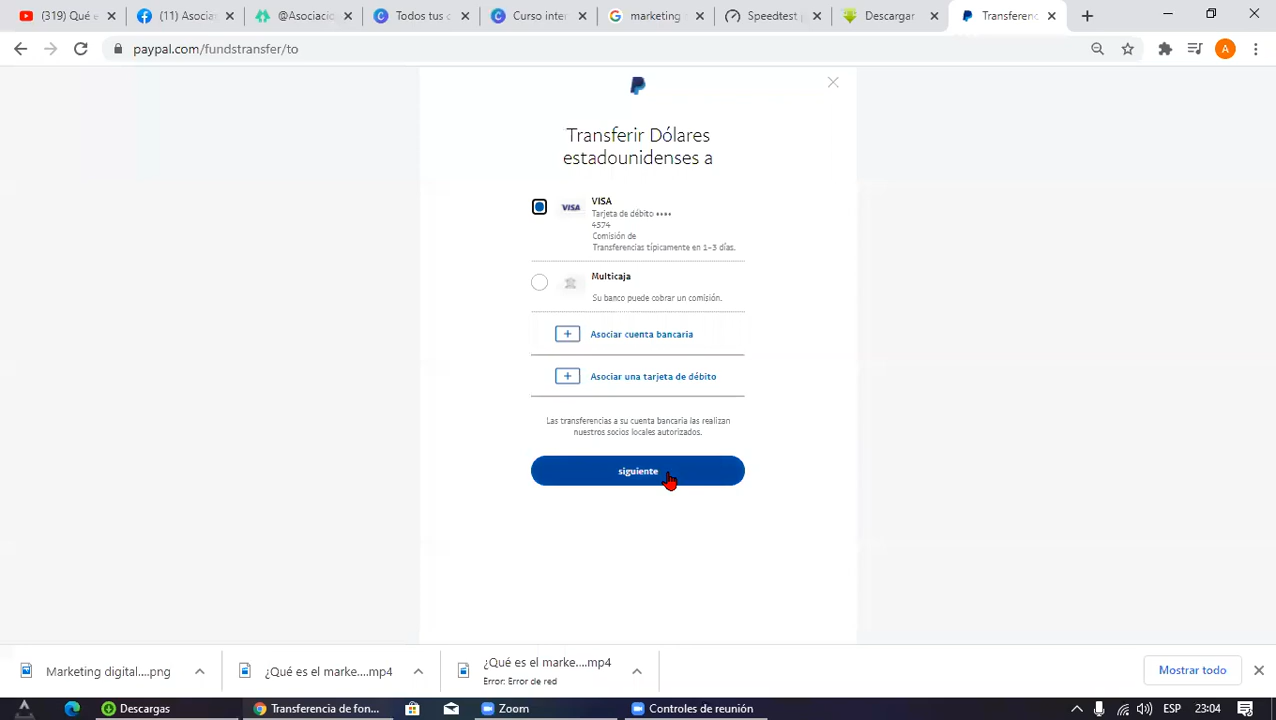 (319) Qué
(11) Asocia
@Asociacio
Todos tus c
Curso inter
marketing
Speedtest
Descargar
Transferenc
paypal.com/fundstransfer/to
A
Transferir Dólares
estadounidenses a
VISA
VISA
Tarjeta de débito ••••
4574
Comisión de
Transferencias típicamente en 1-3 días.
Multicaja
Su banco puede cobrar un comisión.
Asociar cuenta bancaria
Asociar una tarjeta de débito
Las transferencias a su cuenta bancaria las realizan
nuestros socios locales autorizados.
siguiente
Marketing digital....png
¿Qué es el marke....mp4
¿Qué es el marke....mp4
Error: Error de red
Mostrar todo
Descargas
Transferencia de fon...
Zoom
Controles de reunión
ESP
23:04